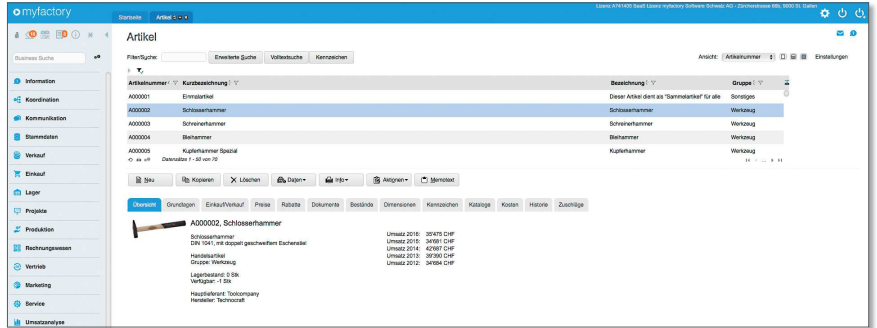 myfactory
Startseite
Artikel
Lizenz A741405 SaaS Lizenz myfactory Software Schweiz AG - Zürcherstrasse 66b, 9000 St. Gallen
Business Suche
Information
Koordination
Kommunikation
Stammdaten
Verkauf
Einkauf
Lager
Projekte
Produktion
Rechnungswesen
Vertrieb
Marketing
Service
Umsatzanalyse
Artikel
Filter/Suche: Erweiterte Suche Volltextsuche Kennzeichen Ansicht: Artikelnummer Einstellungen
Artikelnummer Kurzbezeichnung Bezeichnung Gruppe
A000001 Einmalartikel Dieser Artikel dient als "Sammelartikel" für alle Sonstiges
A000002 Schlosserhammer Schlosserhammer Werkzeug
A000003 Schreinerhammer Schreinerhammer Werkzeug
A000004 Bleihammer Bleihammer Werkzeug
A000005 Kupferhammer Spezial Kupferhammer Werkzeug
Datensätze 1 - 50 von 70
Neu Kopieren Löschen Daten Info Aktionen Memotext
Übersicht Grundlagen Einkauf/Verkauf Preise Rabatte Dokumente Bestände Dimensionen Kennzeichen Kataloge Kosten Historie Zuschläge
A000002, Schlosserhammer
Schlosserhammer
DIN 1041, mit doppelt geschweiftem Eschenstiel
Handelsartikel
Gruppe: Werkzeug
Lagerbestand: 0 Stk
Verfügbar: -1 Stk
Hauptlieferant: Toolcompany
Hersteller: Technocraft
Umsatz 2016: 35'475 CHF
Umsatz 2015: 34'681 CHF
Umsatz 2014: 42'687 CHF
Umsatz 2013: 39'390 CHF
Umsatz 2012: 34'684 CHF